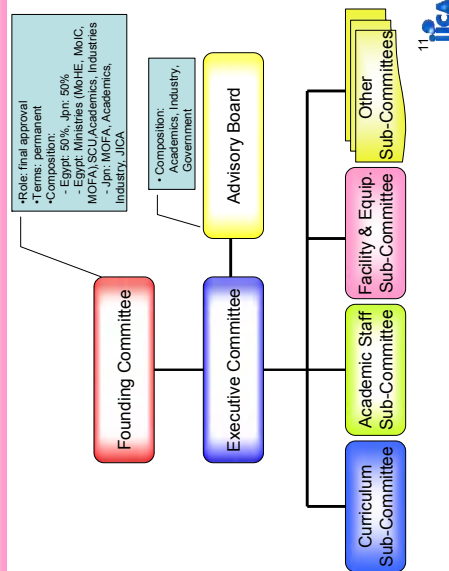 •Role: final approval
•Terms: permanent
•Composition:
- Egypt: 50%, Jpn: 50%
- Egypt: Ministries (MoHE, MoIC,
MOFA),SCU,Academics, Industries
- Jpn: MOFA, Academics,
Industry, JICA
Founding Committee
• Composition:
Academics, Industry,
Government
Executive Committee
Advisory Board
Curriculum
Sub-Committee
Academic Staff
Sub-Committee
Facility & Equip.
Sub-Committee
Other
Sub-Committees
11
jica